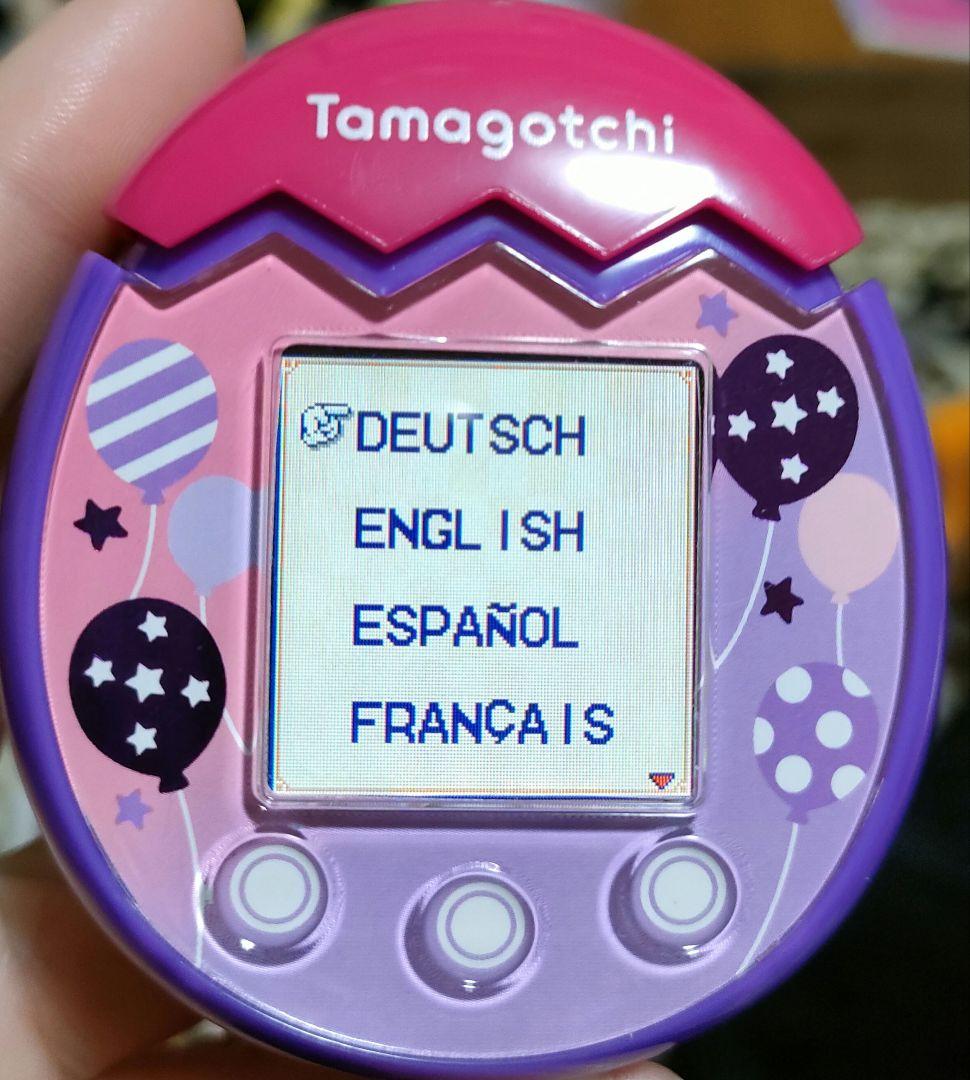 Tamagotchi
DEUTSCH
ENGLISH
ESPAÑOL
FRANÇAIS